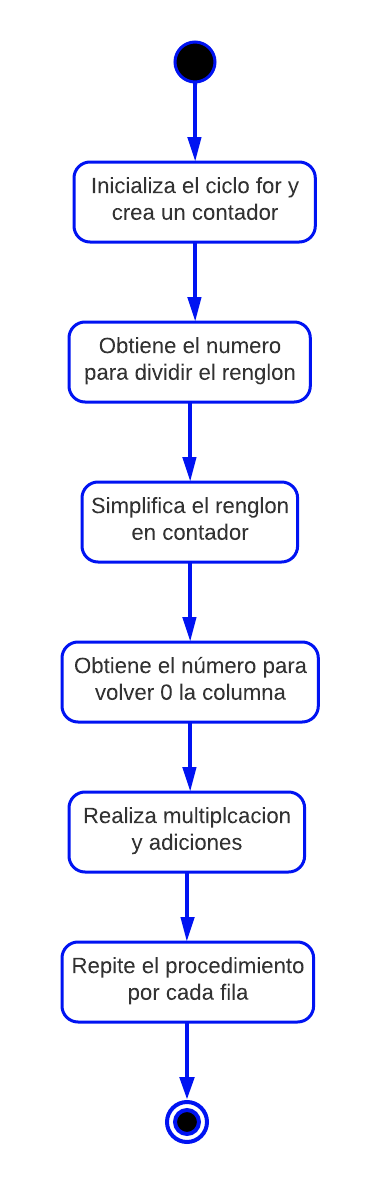 Inicializa el ciclo for y
crea un contador
Obtiene el numero
para dividir el renglon
Simplifica el renglon
en contador
Obtiene el número para
volver 0 la columna
Realiza multiplcacion
y adiciones
Repite el procedimiento
por cada fila